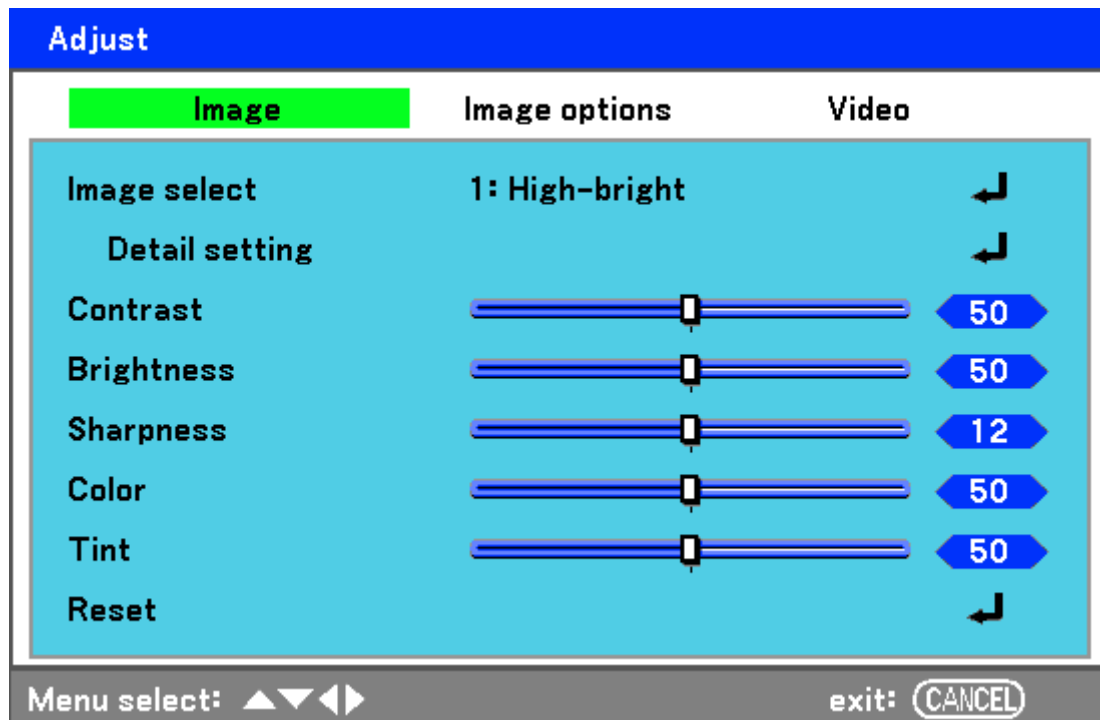 Adjust
Image Image options Video
Image select 1: High-bright
Detail setting
Contrast 50
Brightness 50
Sharpness 12
Color 50
Tint 50
Reset
Menu select: ▲▼◀▶ exit: CANCEL